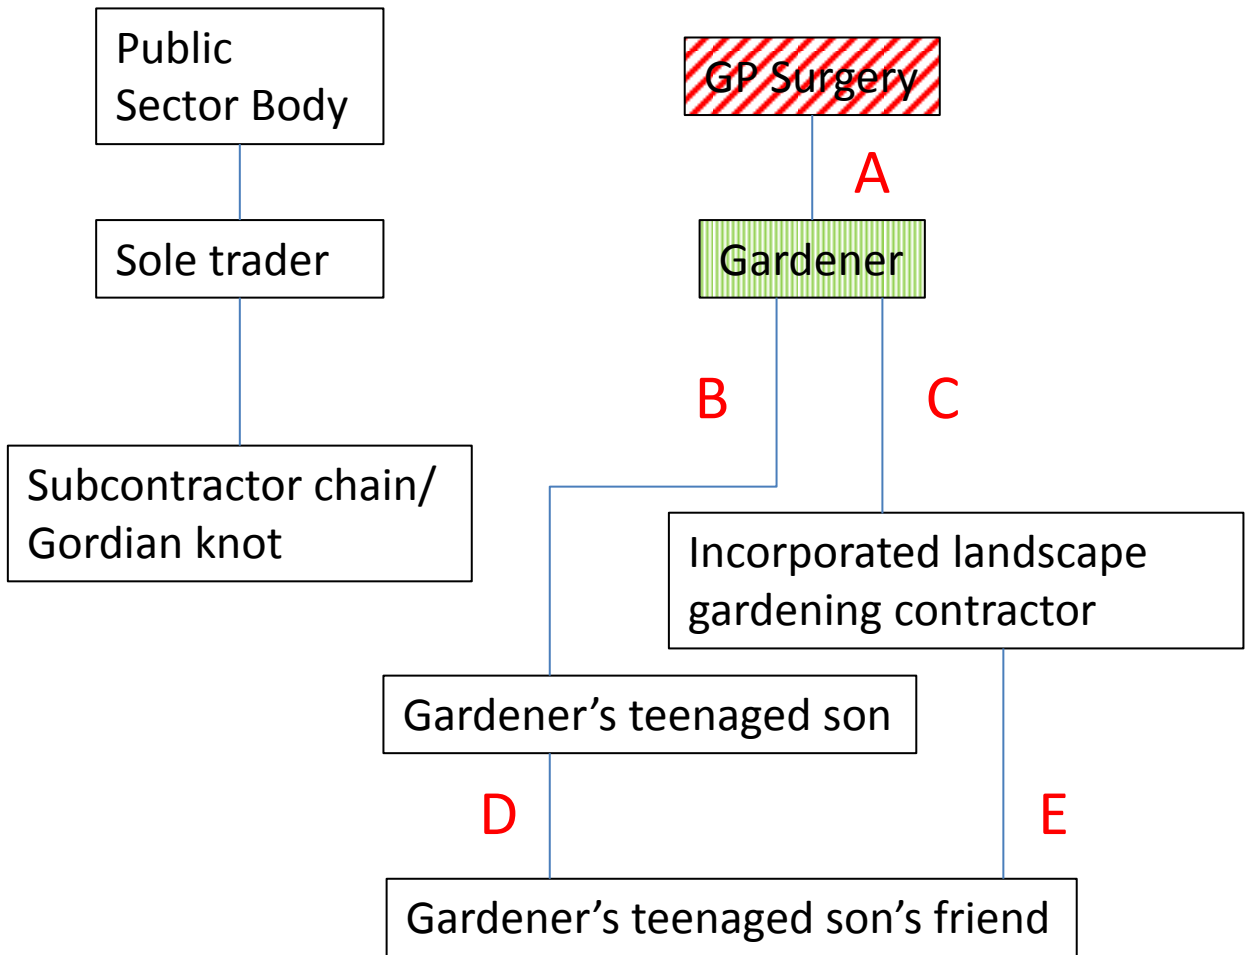 Public
Sector Body
GP Surgery
A
Sole trader
Gardener
B
C
Subcontractor chain/
Gordian knot
Incorporated landscape
gardening contractor
Gardener’s teenaged son
D
E
Gardener’s teenaged son’s friend